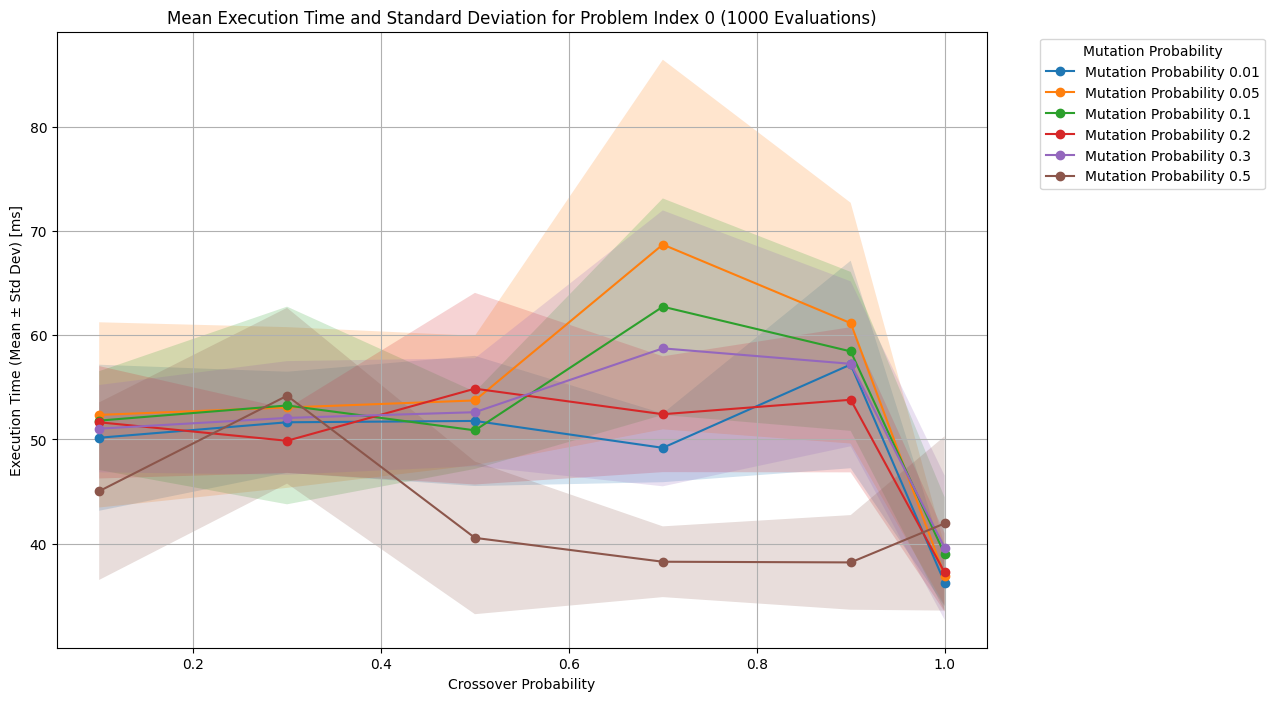 Mean Execution Time and Standard Deviation for Problem Index 0 (1000 Evaluations)
Execution Time (Mean ± Std Dev) [ms]
80
70
60
50
40
0.2
0.4
0.6
0.8
1.0
Crossover Probability
Mutation Probability
Mutation Probability 0.01
Mutation Probability 0.05
Mutation Probability 0.1
Mutation Probability 0.2
Mutation Probability 0.3
Mutation Probability 0.5